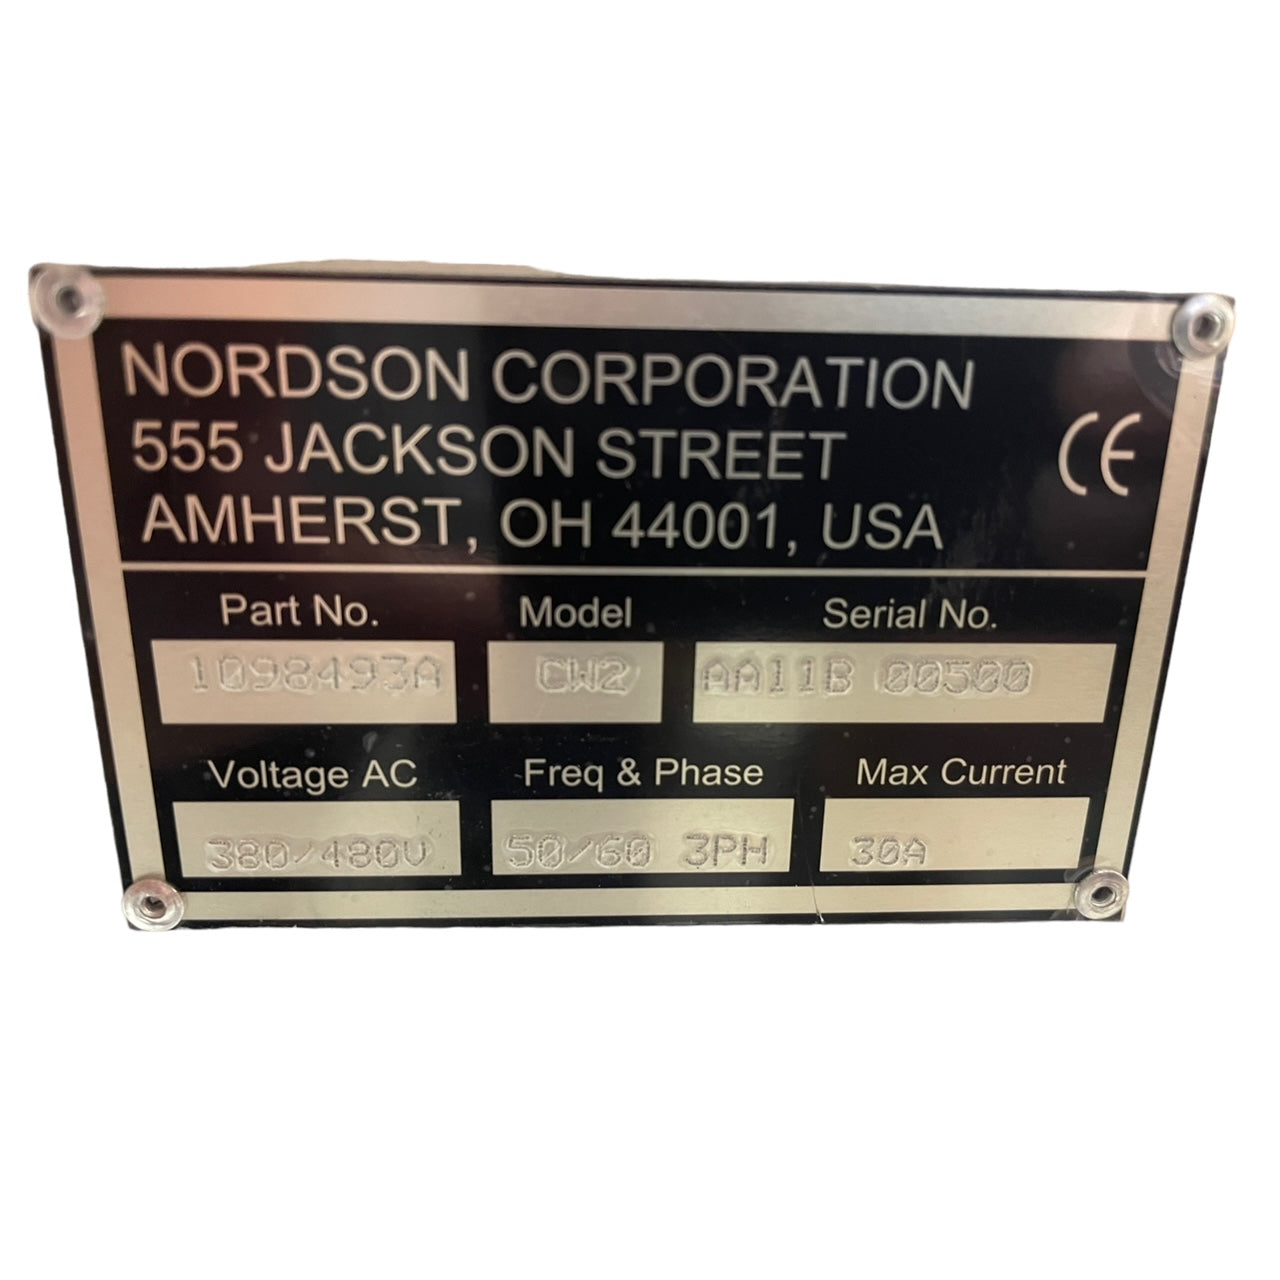 NORDSON CORPORATION
555 JACKSON STREET
AMHERST, OH 44001, USA
CE
Part No. Model Serial No.
1098493A CW2 AA11B 00500
Voltage AC Freq & Phase Max Current
380/480V 50/60 3PH 30A